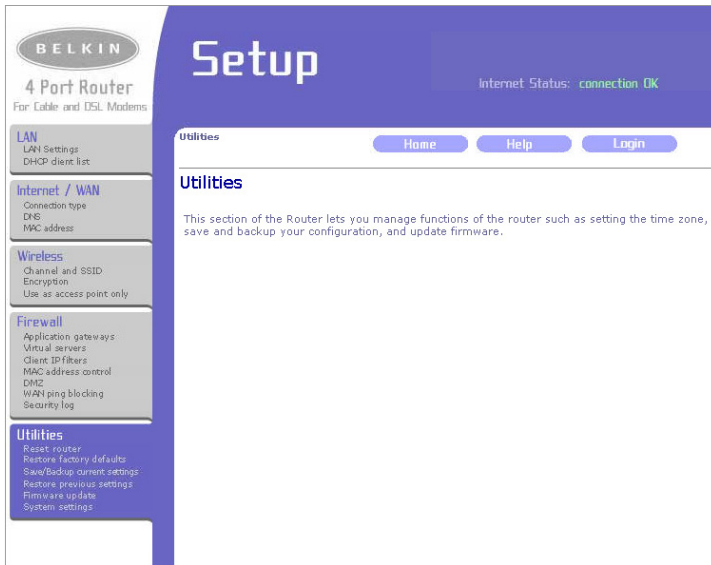 BELKIN
4 Port Router
For Cable and DSL Modems
Setup
Internet Status: connection OK
LAN
LAN Settings
DHCP client list
Internet / WAN
Connection type
DNS
MAC address
Wireless
Channel and SSID
Encryption
Use as access point only
Firewall
Application gateways
Virtual servers
Client IP filters
MAC address control
DMZ
WAN ping blocking
Security log
Utilities
Reset router
Restore factory defaults
Save/Backup current settings
Restore previous settings
Firmware update
System settings
Utilities
Home Help Login
Utilities
This section of the Router lets you manage functions of the router such as setting the time zone,
save and backup your configuration, and update firmware.